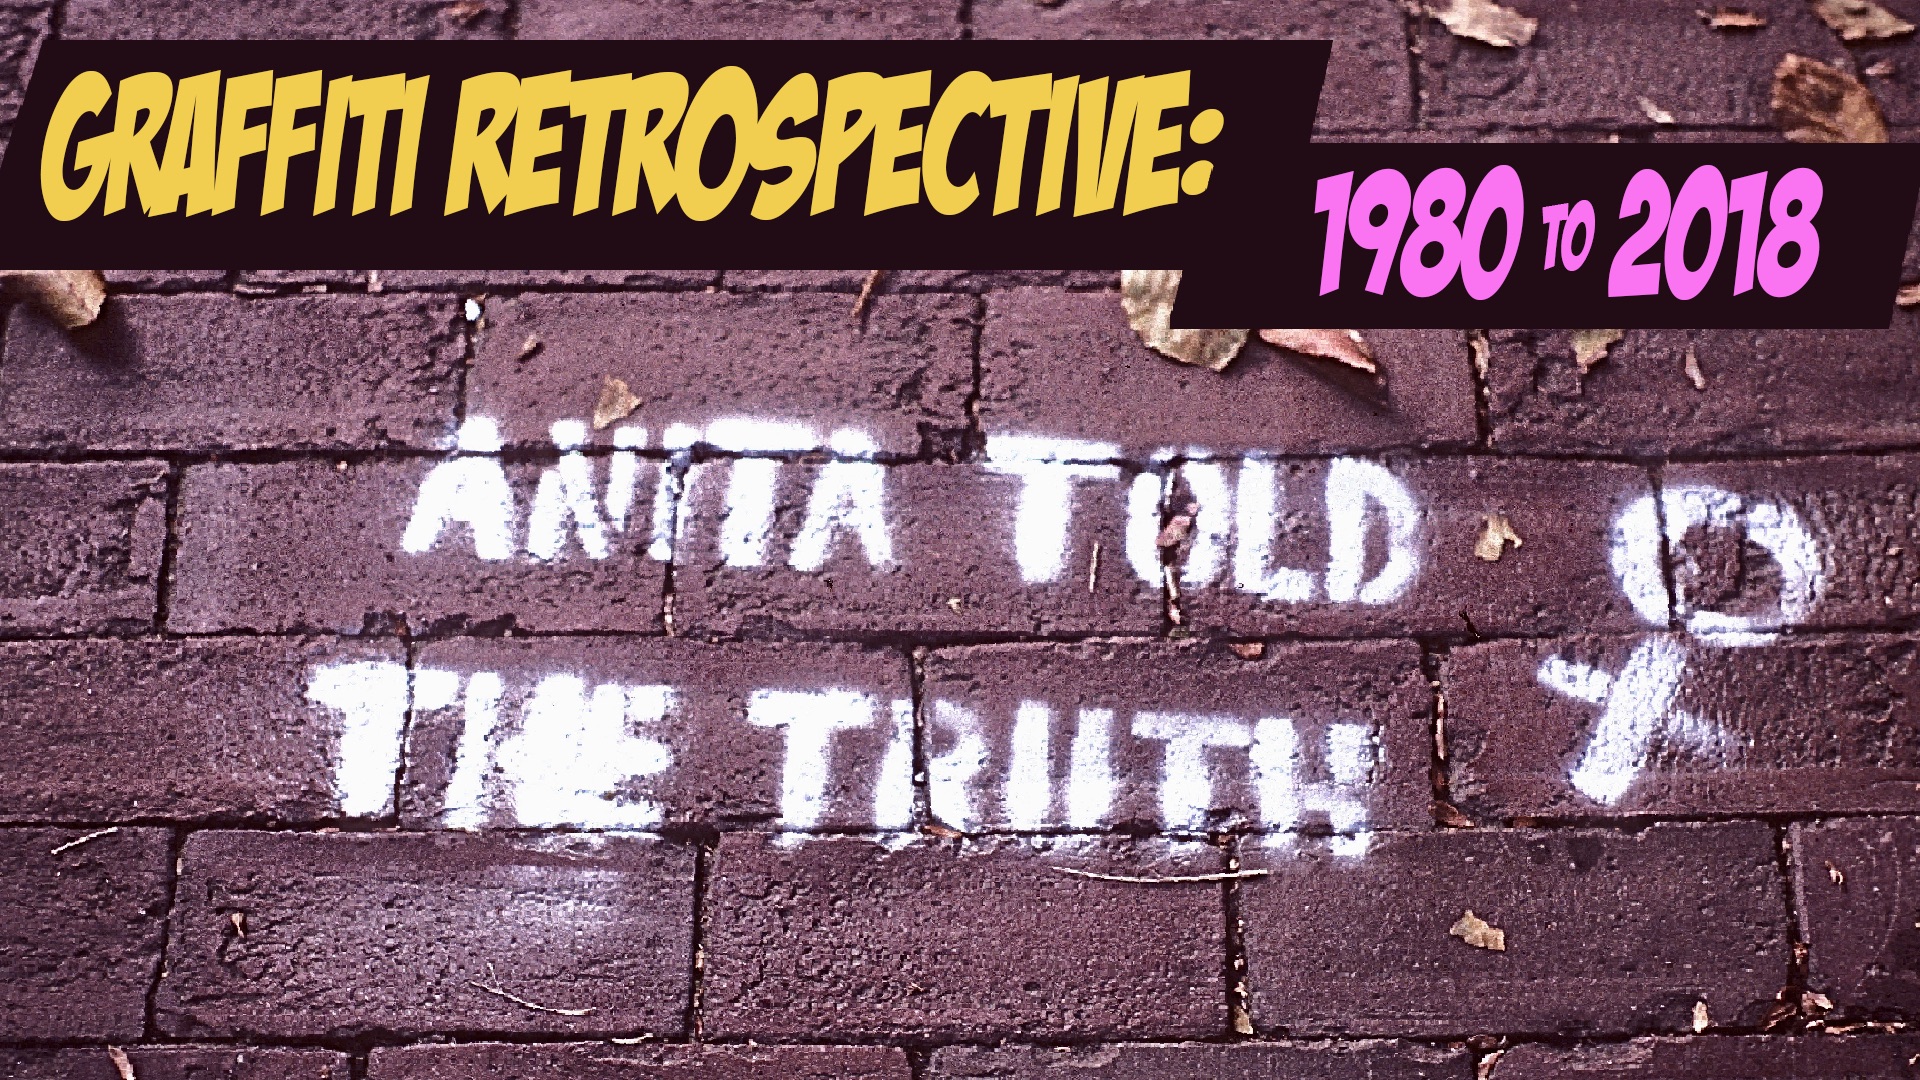 GRAFFITI RETROSPECTIVE:
1980 TO 2018
ANITA TOLD
THE TRUTH